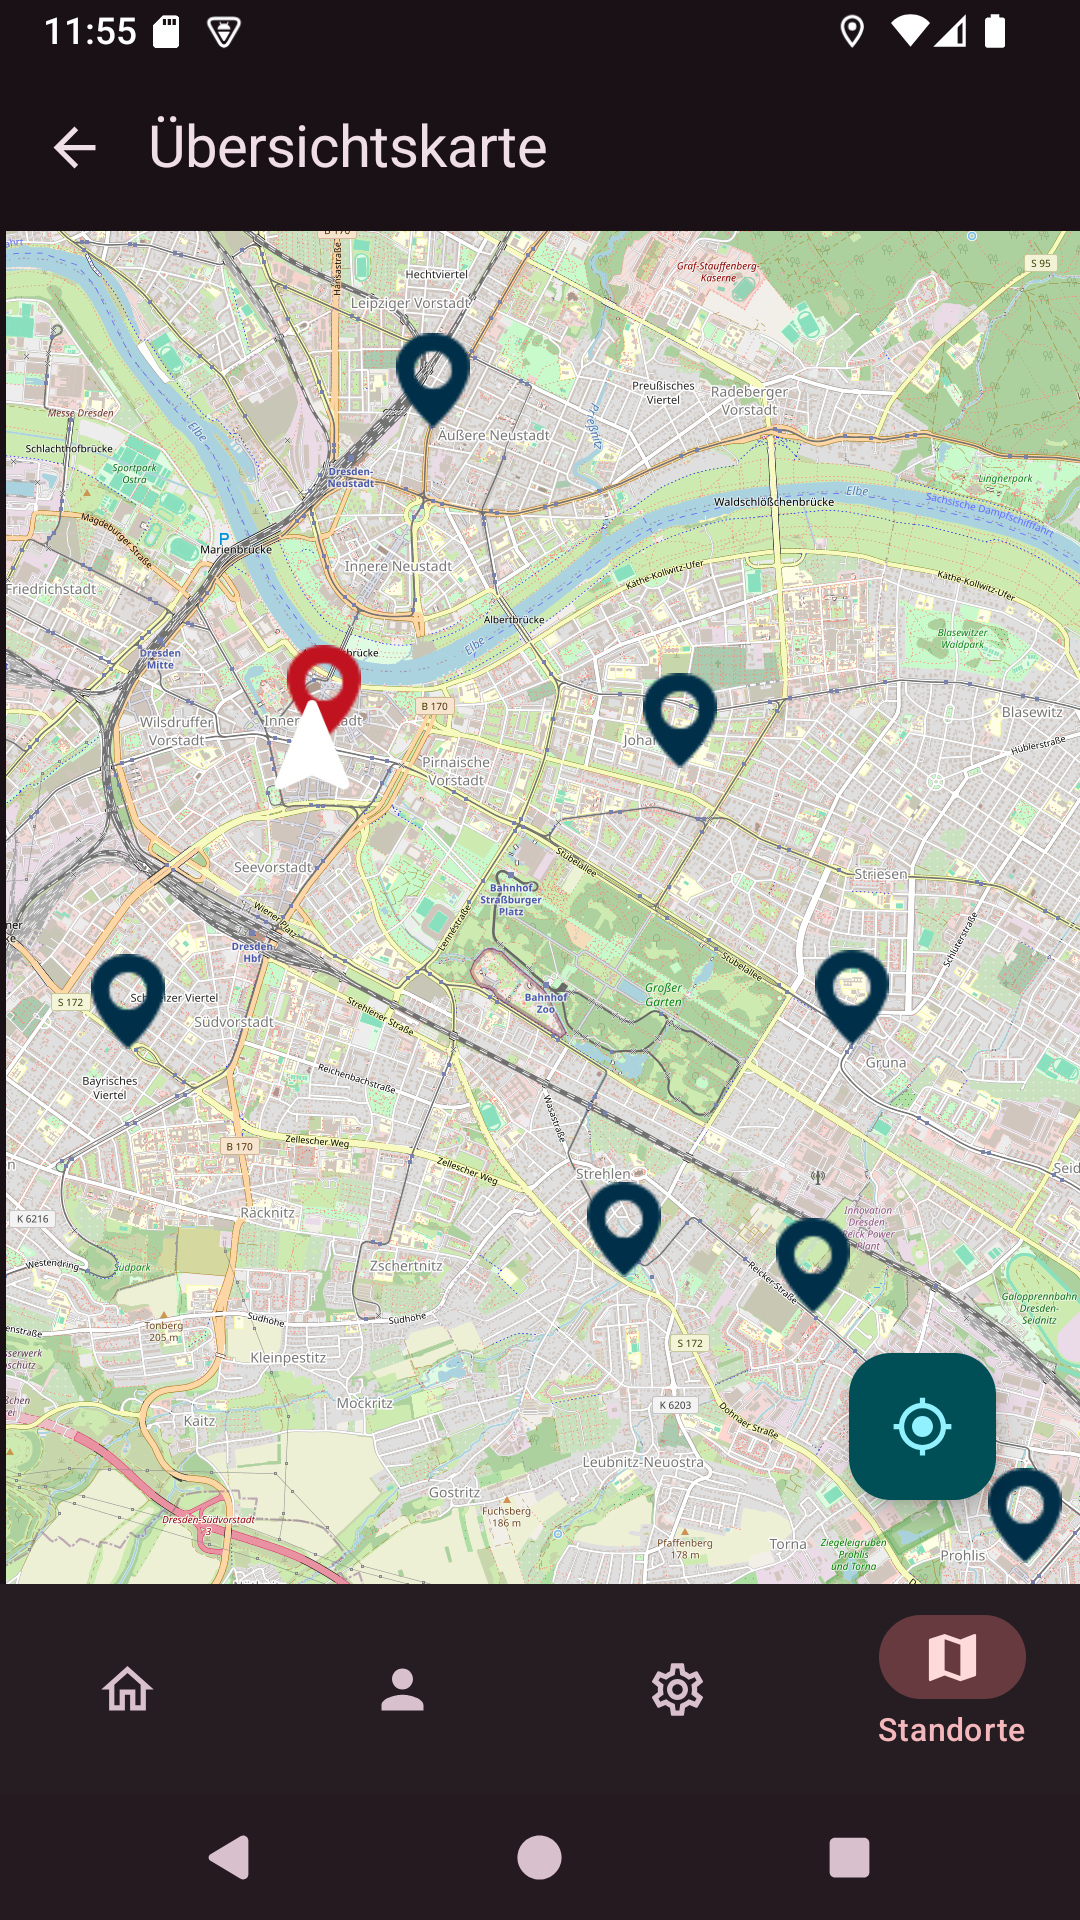 11:55
Übersichtskarte
B 170
Hansastraße
Hechtviertel
Leipziger Vorstadt
Graf-Stauffenberg-
Kaserne
S 95
Preußisches
Viertel
Radeberger
Vorstadt
Messe Dresden
Elbe
Prießnitz
Äußere Neustadt
Schlachthofbrücke
Sportpark
Ostra
Dresden-
Neustadt
Lingnerpark
Elbe
Waldschlößchenbrücke
Sächsische Dampfschiffahrt
Magdeburger Straße
P
Marienbrücke
Innere Neustadt
Käthe-Kollwitz-Ufer
Käthe-Kollwitz-Ufer
Friedrichstadt
Albertbrücke
Elbe
Blasewitzer
Waldpark
Dresden
Mitte
brücke
B 170
Blasewitz
Wilsdruffer
Vorstadt
Hüblerstraße
Pirnaische
Vorstadt
Seevorstadt
Stübelallee
Striesen
Bahnhof
Straßburger
Platz
Lennéstraße
Wiener Platz
Schlüterstraße
Dresden
Hbf
Stübelallee
Großer
Garten
Bahnhof
Zoo
S 172
Südvorstadt
Strehlener Straße
Gruna
Bayrisches
Viertel
Reichenbachstraße
Wasastraße
B 170
Zellescher Weg
Zellescher Weg
Strehlen
Seid
K 6216
Räcknitz
Innovation
Dresden-
Reick Power
Plant
Westendring
Südpark
Zschertnitz
Reicker Straße
Galopprennbahn
Dresden-
Seidnitz
Tonberg
205 m
Südhöhe
Südhöhe
S 172
Kleinpestitz
Mockritz
K 6203
Kaitz
Dohnaer Straße
Leubnitz-Neuostra
Gostritz
Fuchsberg
186 m
Dresden-Südvorstadt
3
Pfaffenberg
178 m
Torna
Ziegeleigruben
Prohlis
und Torna
Prohlis
Standorte